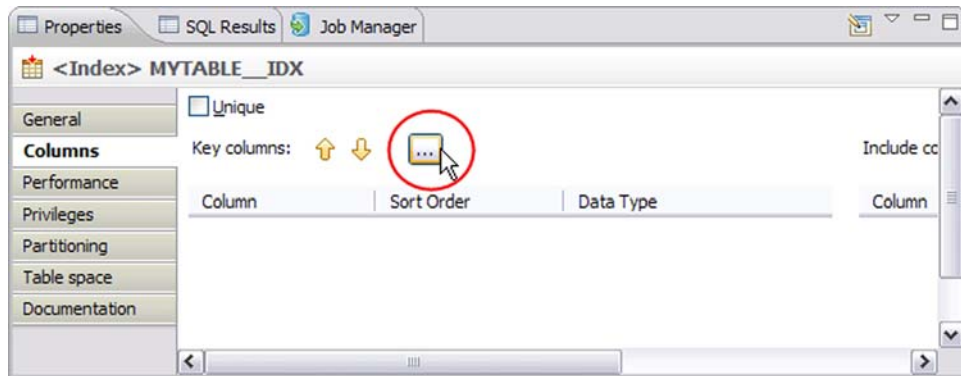 Properties SQL Results Job Manager
<Index> MYTABLE__IDX
General
Columns
Performance
Privileges
Partitioning
Table space
Documentation
Unique
Key columns: ... Include co
Column Sort Order Data Type Column